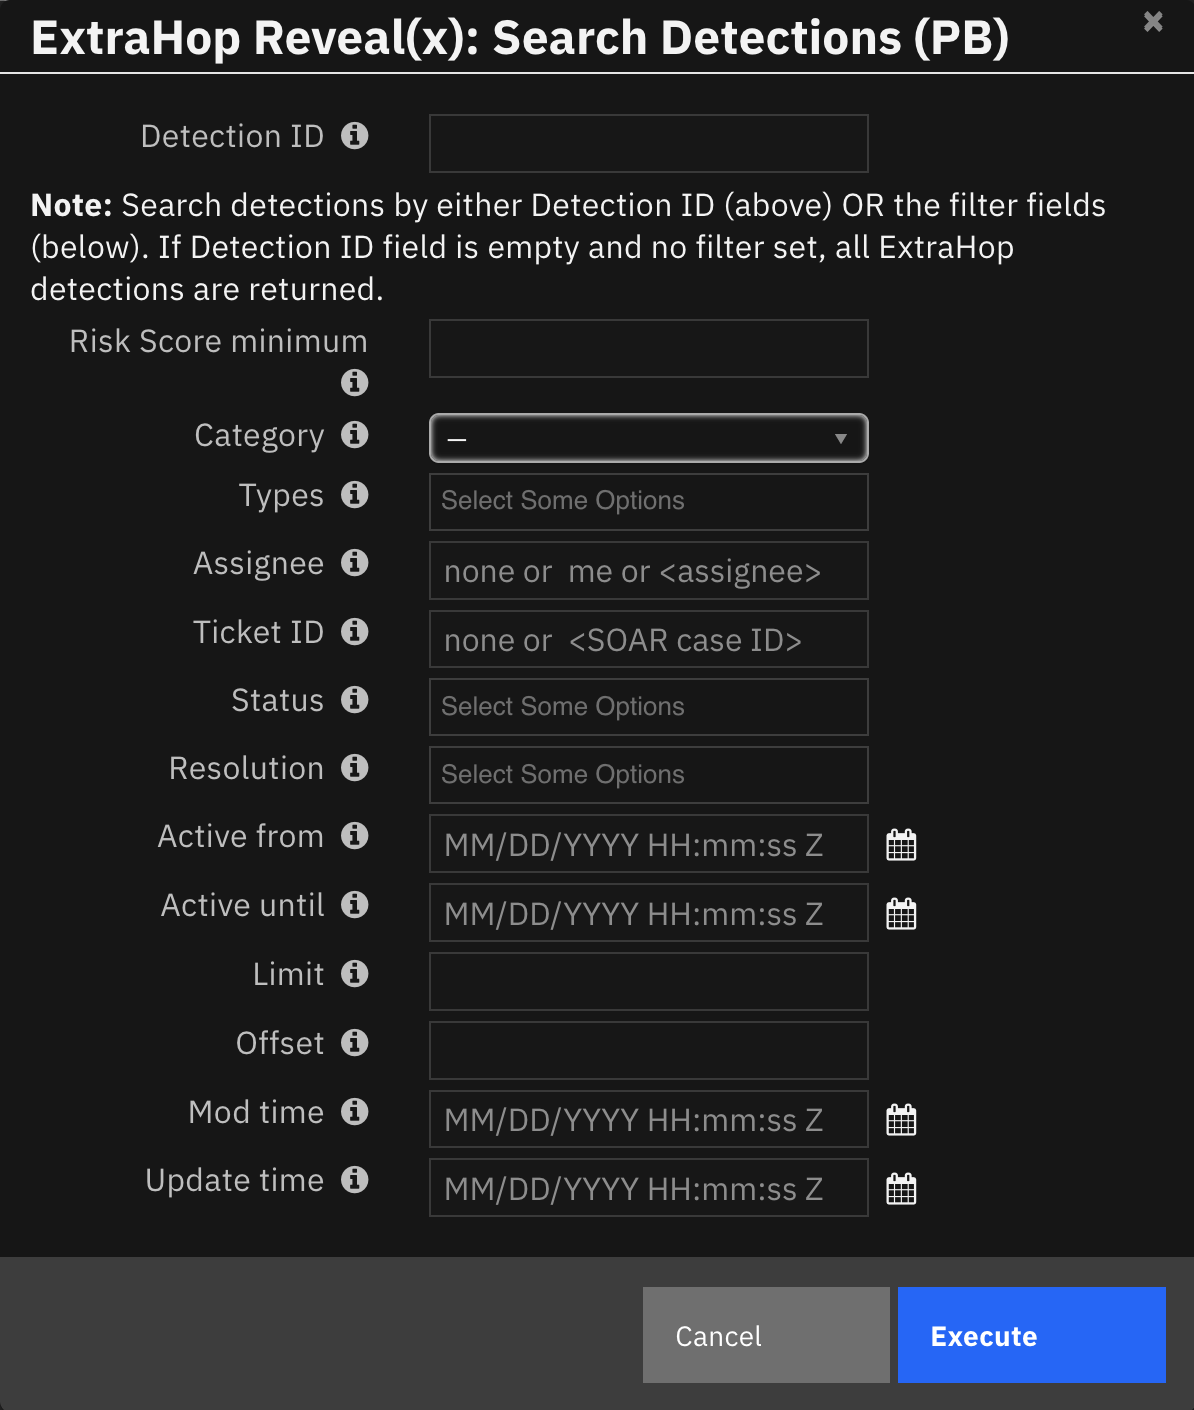 ExtraHop Reveal(x): Search Detections (PB)
Detection ID
Note: Search detections by either Detection ID (above) OR the filter fields
(below). If Detection ID field is empty and no filter set, all ExtraHop
detections are returned.
Risk Score minimum
Category —
Types Select Some Options
Assignee none or  me or <assignee>
Ticket ID none or  <SOAR case ID>
Status Select Some Options
Resolution Select Some Options
Active from MM/DD/YYYY HH:mm:ss Z
Active until MM/DD/YYYY HH:mm:ss Z
Limit
Offset
Mod time MM/DD/YYYY HH:mm:ss Z
Update time MM/DD/YYYY HH:mm:ss Z
Cancel Execute